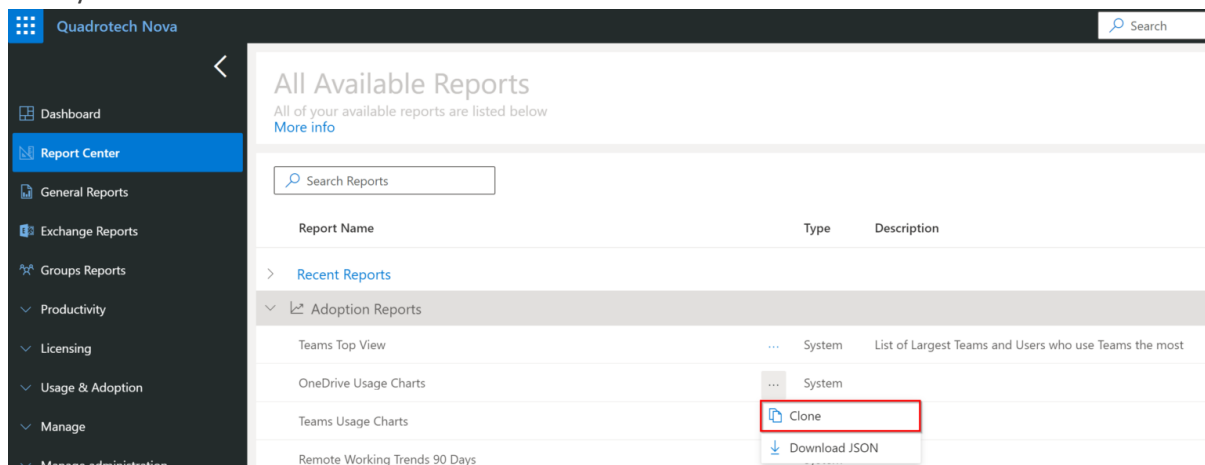 Quadrotech Nova
Search
All Available Reports
All of your available reports are listed below
More info
Dashboard
Report Center
General Reports
Exchange Reports
Groups Reports
Productivity
Licensing
Usage & Adoption
Manage
Manage administration
Search Reports
Report Name Type Description
Recent Reports
Adoption Reports
Teams Top View ... System List of Largest Teams and Users who use Teams the most
OneDrive Usage Charts ... System
Teams Usage Charts
Remote Working Trends 90 Days
Clone
Download JSON